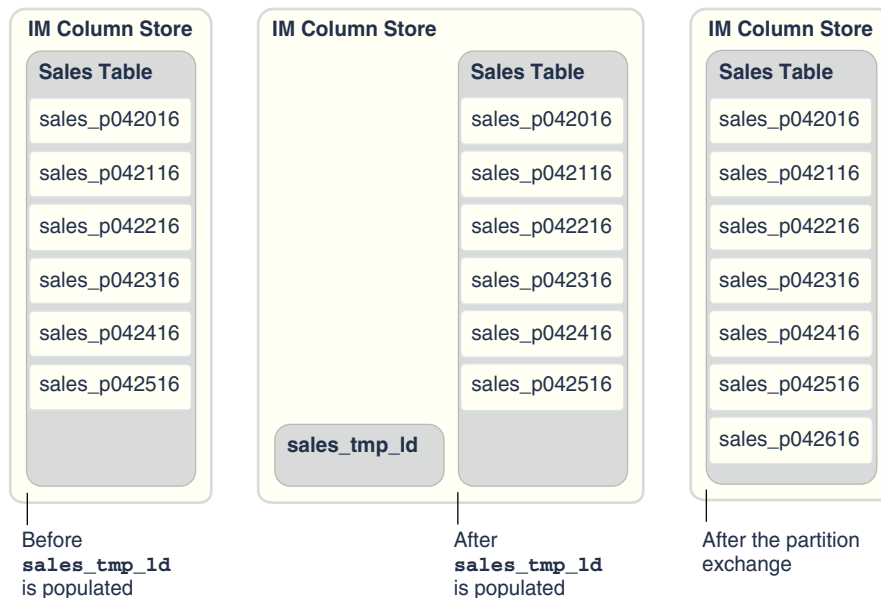 IM Column Store
Sales Table
sales_p042016
sales_p042116
sales_p042216
sales_p042316
sales_p042416
sales_p042516
Before
sales_tmp_ld
is populated
IM Column Store
sales_tmp_ld
Sales Table
sales_p042016
sales_p042116
sales_p042216
sales_p042316
sales_p042416
sales_p042516
After
sales_tmp_ld
is populated
IM Column Store
Sales Table
sales_p042016
sales_p042116
sales_p042216
sales_p042316
sales_p042416
sales_p042516
sales_p042616
After the partition
exchange